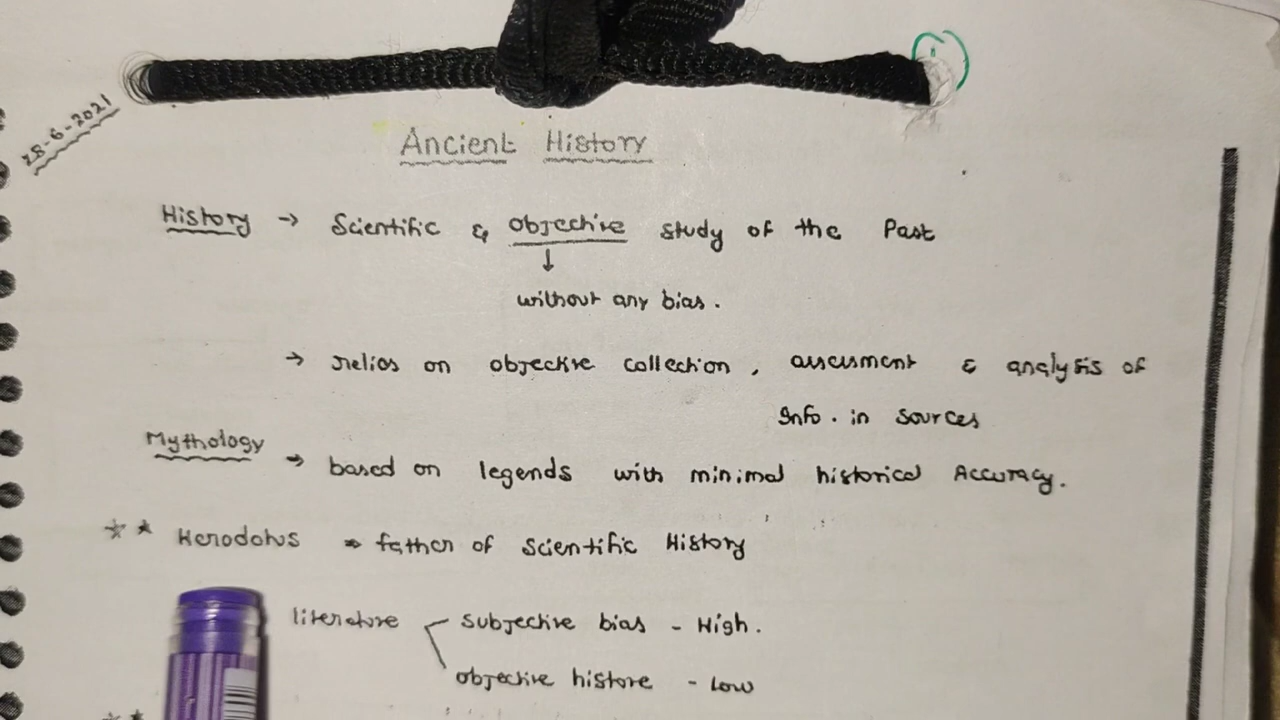 28-6-2021
Ancient History
History → Scientific & Objective study of the Past
↓
without any bias.
→ relies on objective collection, assessment & analysis of
Info. in sources
Mythology → based on legends with minimal historical Accuracy.
☆★ Herodotus ⇒ father of scientific History
literature subjective bias - High.
objective histore - Low